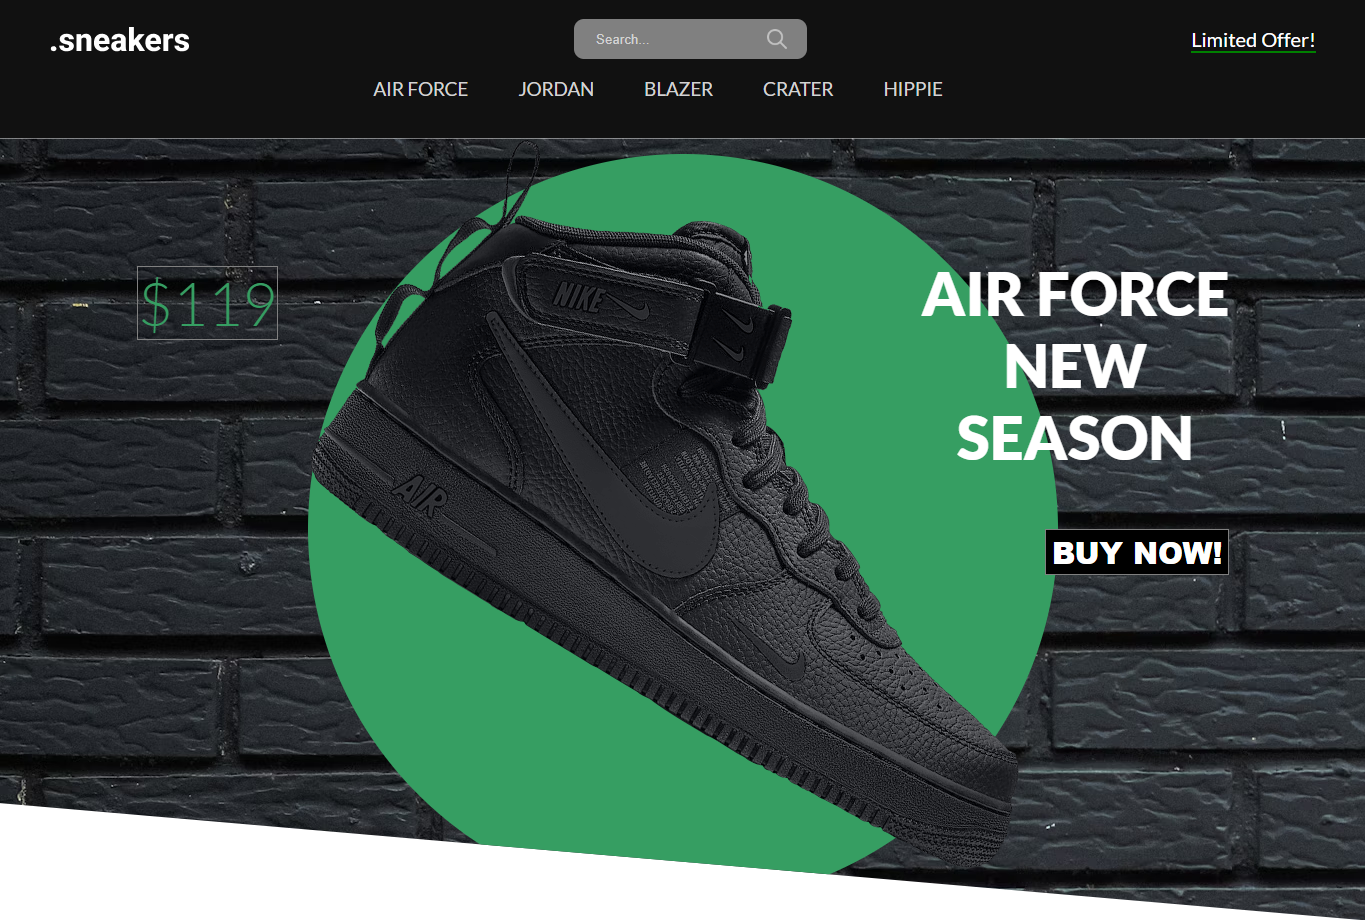 .sneakers
Search...
Limited Offer!
AIR FORCE
JORDAN
BLAZER
CRATER
HIPPIE
$119
NIKE
AIR
AIR FORCE
NEW
SEASON
BUY NOW!